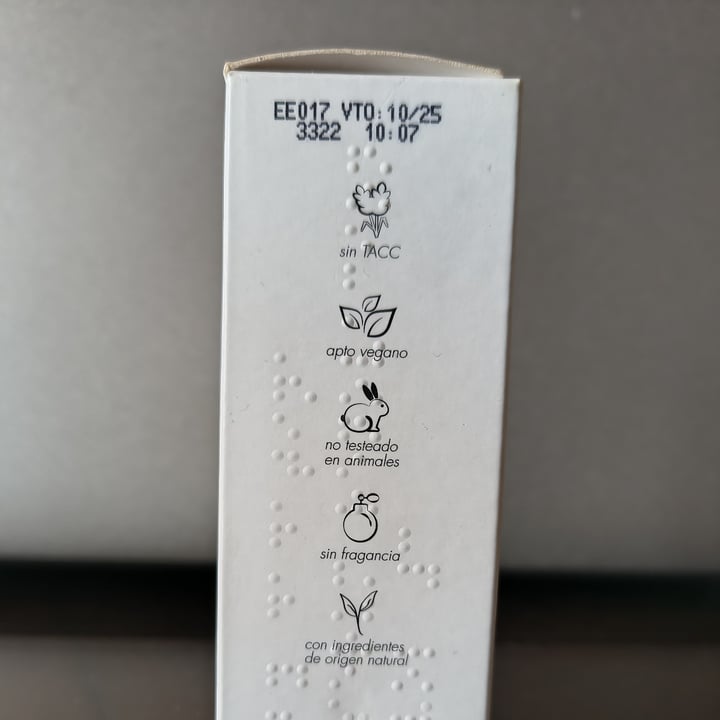 EE017 VTO:10/25
3322 10:07
sin TACC
apto vegano
no testeado
en animales
sin fragancia
con ingredientes
de origen natural